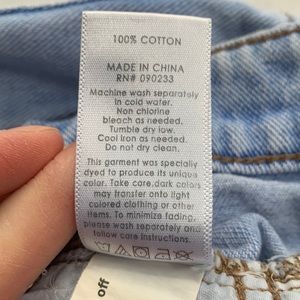 100% COTTON
MADE IN CHINA
RN# 090233
Machine wash separately
in cold water.
Non chlorine
bleach as needed.
Tumble dry low.
Cool Iron as needed.
Do not dry clean.
This garment was specially
dyed to produce its unique
color. Take care.dark colors
may transfer onto light
colored clothing or other
items. To minimize fading,
please wash separately and
follow care instructions.
off